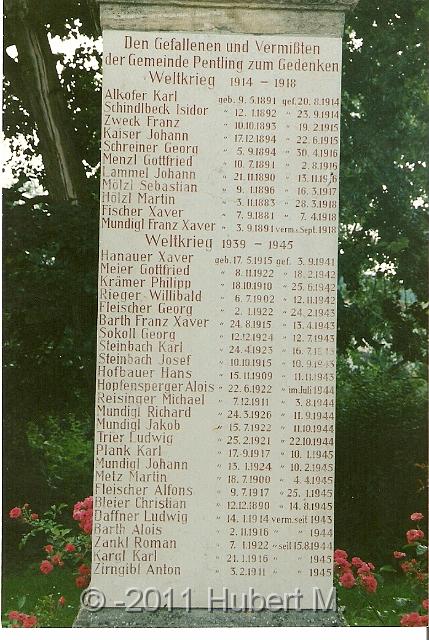 Den Gefallenen und Vermißten
der Gemeinde Pentling zum Gedenken
Weltkrieg 1914 – 1918
Alkofer Karl geb. 9. 5.1891 gef. 20. 8.1914
Schindlbeck Isidor " 12. 1.1892 " 23. 9.1914
Zweck Franz " 10.10.1893 " 19. 2.1915
Kaiser Johann " 17.12.1894 " 22. 6.1915
Schreiner Georg " 5. 9.1894 " 30. 4.1916
Menzl Gottfried " 10. 7.1891 " 2. 8.1916
Lammel Johann " 21.11.1890 " 13.11.1916
Mölzl Sebastian " 9. 1.1896 " 16. 3.1917
Hölzl Martin " 3. 11.1883 " 28. 3.1918
Fischer Xaver " 7. 9.1881 " 7. 4.1918
Mundigl Franz Xaver " 3. 9.1891 verm.s.Sept.1918
Weltkrieg 1939 – 1945
Hanauer Xaver geb. 17. 5.1915 gef. 3. 9.1941
Meier Gottfried " 8. 11.1922 " 18. 2.1942
Krämer Philipp " 18.10.1910 " 25. 6.1942
Rieger Willibald " 6. 7.1902 " 12.11.1942
Fleischer Georg " 2. 1.1922 " 24. 2.1943
Barth Franz Xaver " 24. 8.1915 " 13. 4.1943
Sokoll Georg " 12.12.1924 " 12. 7.1943
Steinbach Karl " 24. 4.1923 " 16. 7.
Steinbach Josef " 10.10.1915 " 10. 9.1943
Hofbauer Hans " 15. 11.1909 " 11.11.1943
Hopfensperger Alois " 22. 6.1922 " im Juli 1944
Reisinger Michael " 7.12.1911 " 3. 8.1944
Mundigl Richard " 24. 3.1926 " 11. 9.1944
Mundigl Jakob " 15. 7.1922 " 11.10.1944
Trier Ludwig " 25. 2.1921 " 22.10.1944
Plank Karl " 17. 9.1917 " 10. 1.1945
Mundigl Johann " 13. 1.1924 " 10. 2.1945
Metz Martin " 18. 7.1900 " 4. 4.1945
Fleischer Alfons " 9. 7.1917 " 25. 1.1945
Bleier Christian " 12.12.1890 " 14. 8.1945
Daffner Ludwig " 14. 1.1914 verm.seit 1943
Barth Alois " 2. 11.1916 " " 1944
Zankl Roman " 7. 1.1922 " seit 15.8.1944
Kargl Karl " 21. 1.1916 " " 1945
Zirngibl Anton " 3. 2.1911 " " 1945
© -2011 Hubert M.